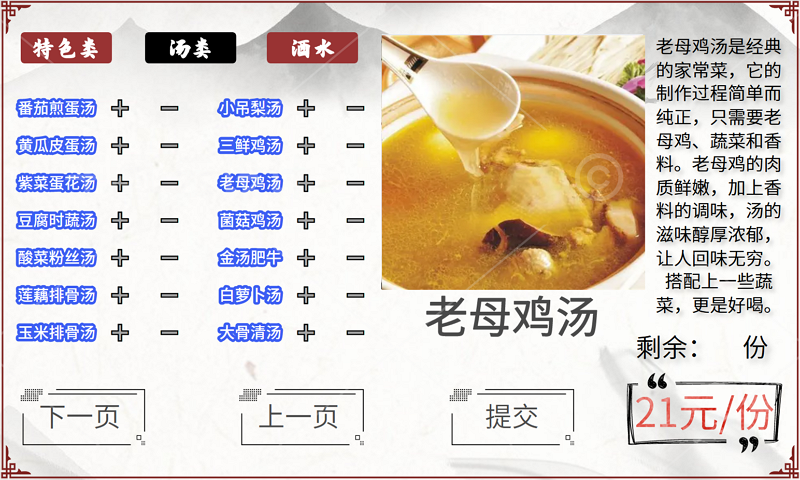 特色类 汤类 酒水
番茄煎蛋汤 小吊梨汤
黄瓜皮蛋汤 三鲜鸡汤
紫菜蛋花汤 老母鸡汤
豆腐时蔬汤 菌菇鸡汤
酸菜粉丝汤 金汤肥牛
莲藕排骨汤 白萝卜汤
玉米排骨汤 大骨清汤
老母鸡汤
老母鸡汤是经典
的家常菜，它的
制作过程简单而
纯正，只需要老
母鸡、蔬菜和香
料。老母鸡的肉
质鲜嫩，加上香
料的调味，汤的
滋味醇厚浓郁，
让人回味无穷。
搭配上一些蔬
菜，更是好喝。
剩余： 份
21元/份
下一页 上一页 提交